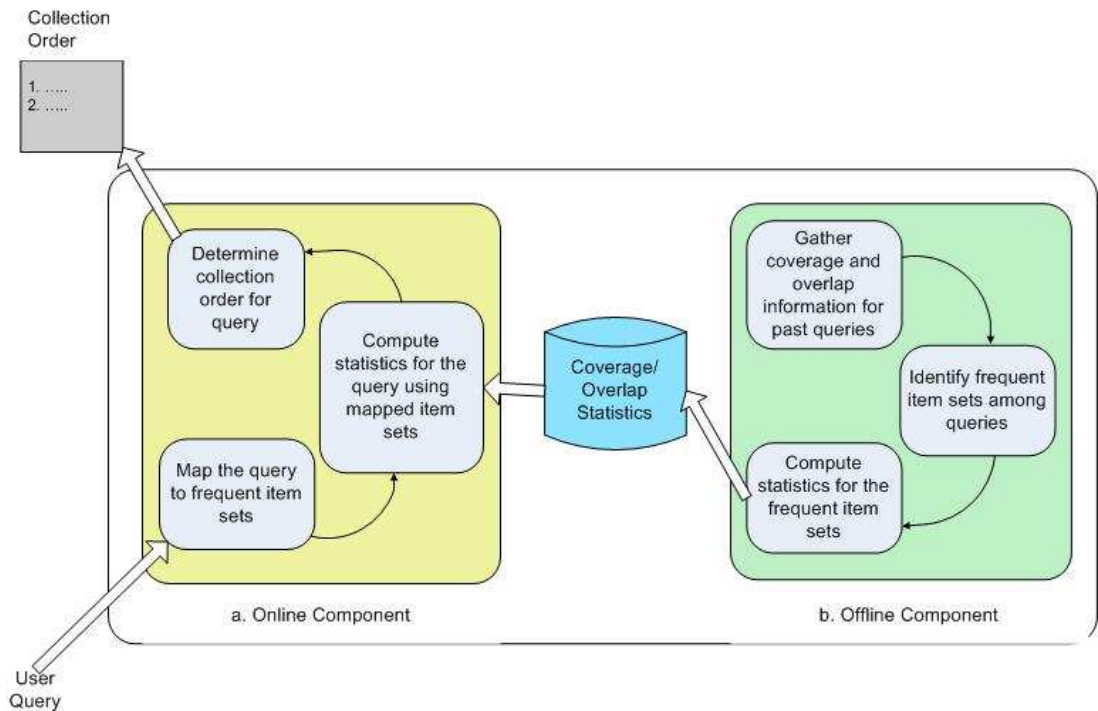 Collection
Order
1. .....
2. .....
Determine
collection
order for
query
Compute
statistics for the
query using
mapped item
sets
Map the query
to frequent item
sets
a. Online Component
User
Query
Coverage/
Overlap
Statistics
Gather
coverage and
overlap
information for
past queries
Identify frequent
item sets among
queries
Compute
statistics for the
frequent item
sets
b. Offline Component